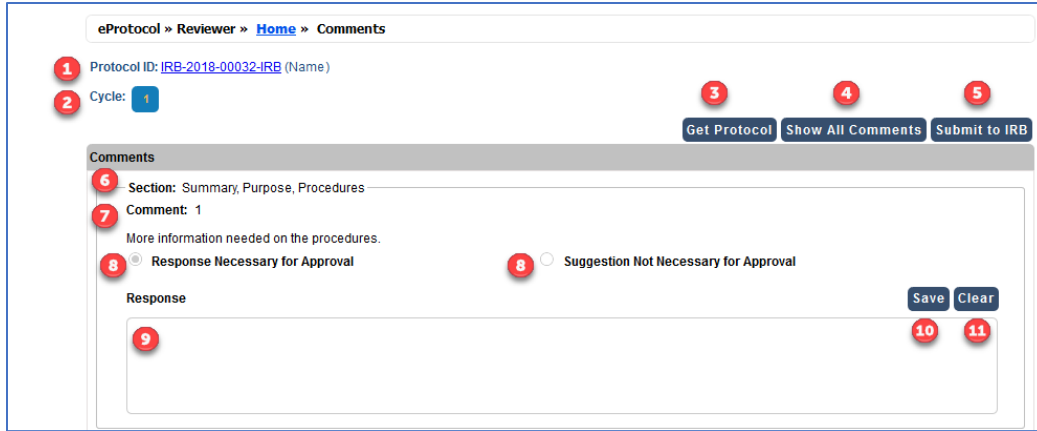 eProtocol » Reviewer » Home » Comments
1 Protocol ID: IRB-2018-00032-IRB (Name)
2 Cycle: 1
3 4 5
Get Protocol Show All Comments Submit to IRB
Comments
6 Section: Summary, Purpose, Procedures
7 Comment: 1
More information needed on the procedures.
8 Response Necessary for Approval 8 Suggestion Not Necessary for Approval
Response Save Clear
9 10 11